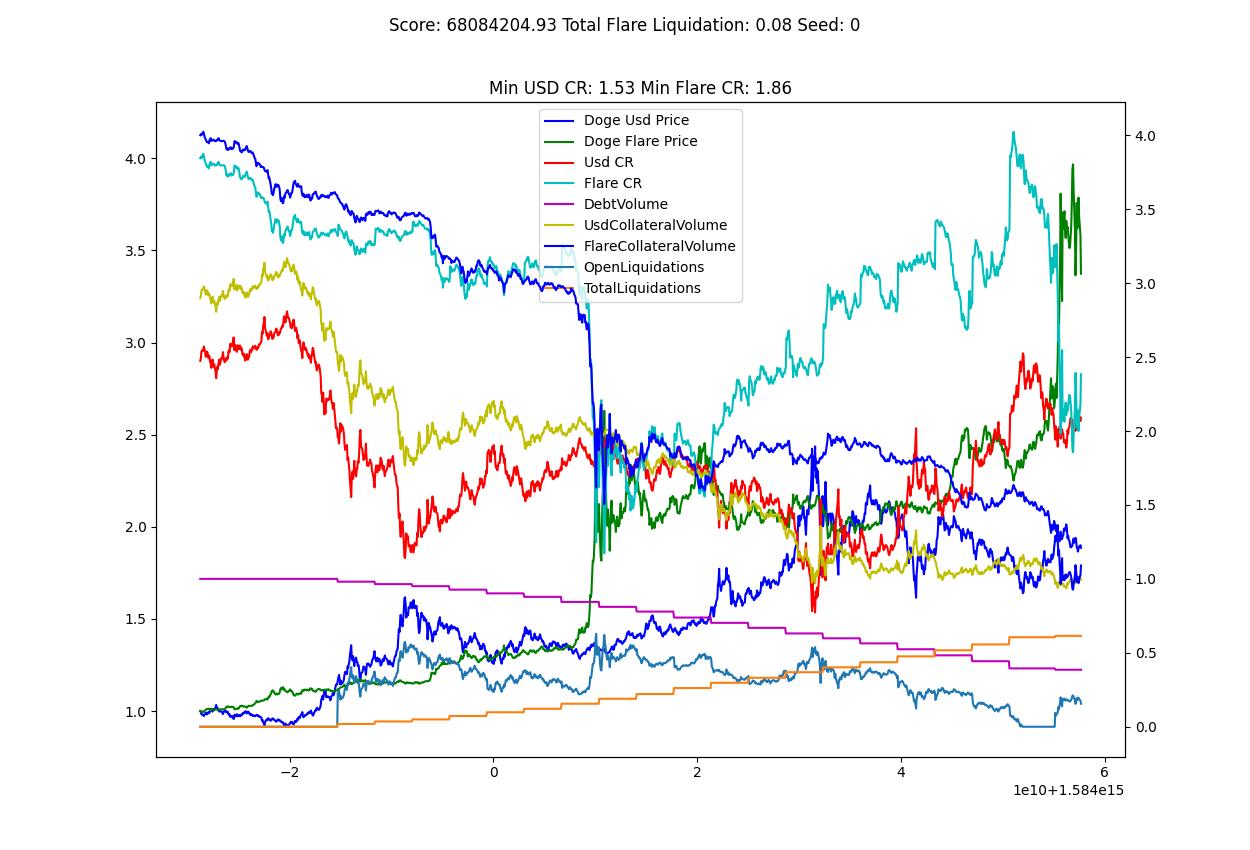 Score: 68084204.93 Total Flare Liquidation: 0.08 Seed: 0
Min USD CR: 1.53 Min Flare CR: 1.86
Doge Usd Price
Doge Flare Price
Usd CR
Flare CR
DebtVolume
UsdCollateralVolume
FlareCollateralVolume
OpenLiquidations
TotalLiquidations
4.0
3.5
3.0
2.5
2.0
1.5
1.0
4.0
3.5
3.0
2.5
2.0
1.5
1.0
0.5
0.0
−2
0
2
4
6
1e10+1.584e15